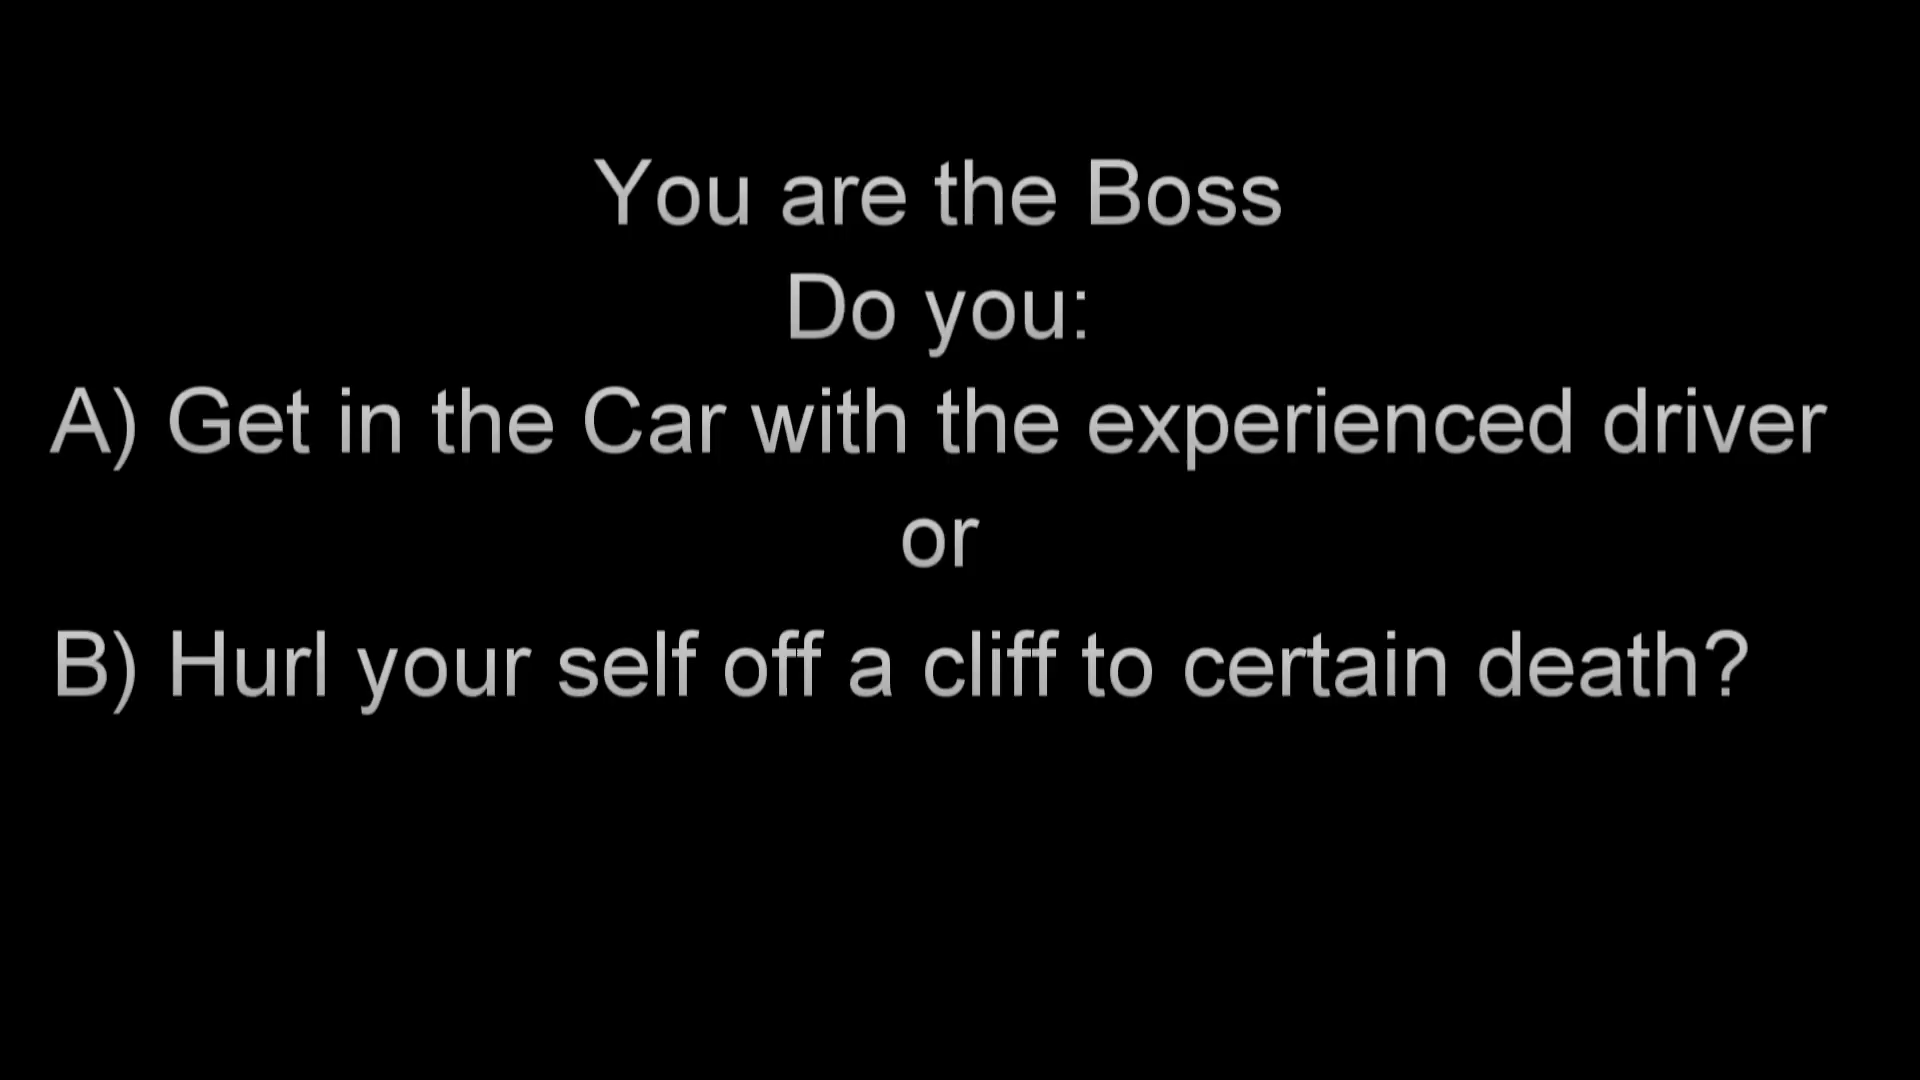 You are the Boss
Do you:
A) Get in the Car with the experienced driver
or
B) Hurl your self off a cliff to certain death?